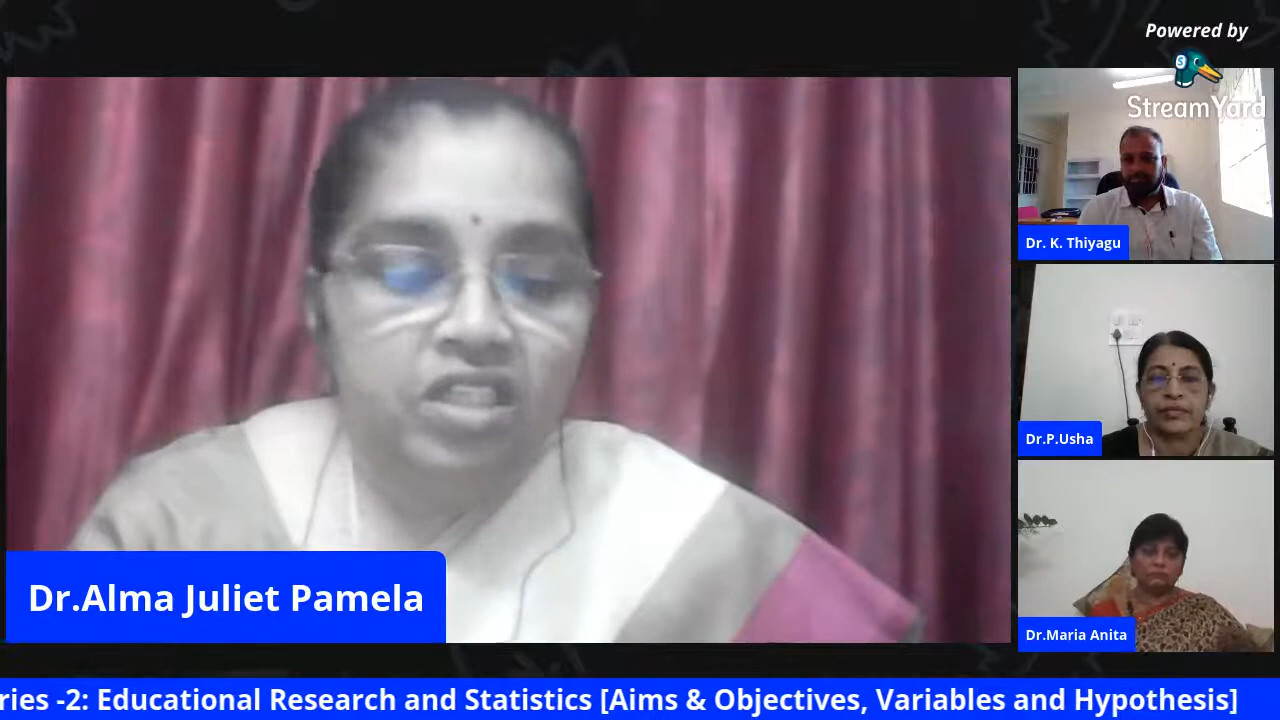 Powered by
S
StreamYard
Dr. K. Thiyagu
Dr.P.Usha
Dr.Alma Juliet Pamela
Dr.Maria Anita
ries -2: Educational Research and Statistics [Aims & Objectives, Variables and Hypothesis]